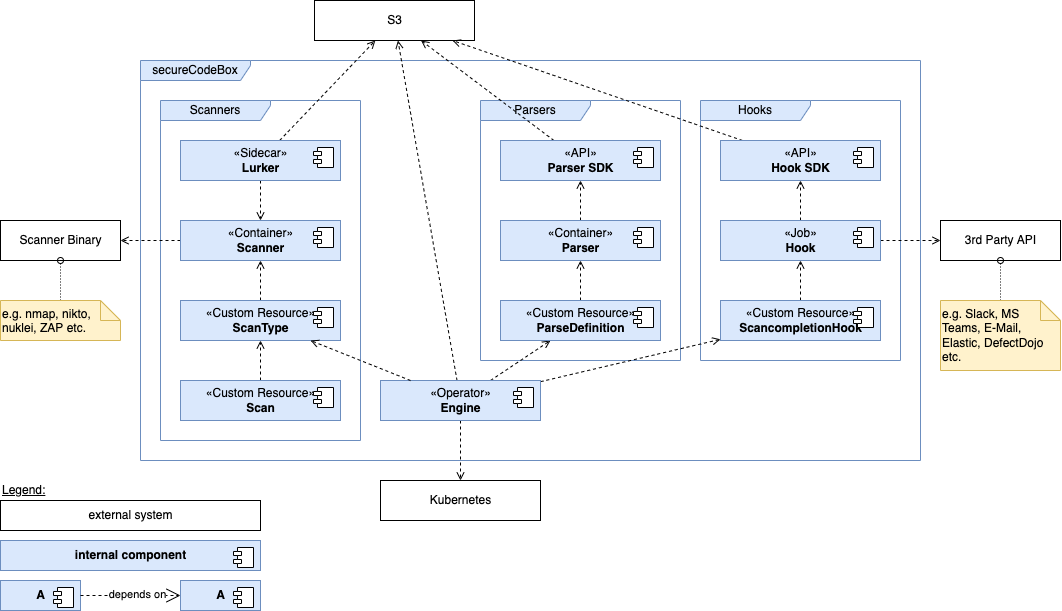 S3
secureCodeBox
Scanners
Parsers
Hooks
«Sidecar»
Lurker
«API»
Parser SDK
«API»
Hook SDK
Scanner Binary
«Container»
Scanner
«Container»
Parser
«Job»
Hook
3rd Party API
e.g. nmap, nikto,
nuklei, ZAP etc.
«Custom Resource»
ScanType
«Custom Resource»
ParseDefinition
«Custom Resource»
ScancompletionHook
e.g. Slack, MS
Teams, E-Mail,
Elastic, DefectDojo
etc.
«Custom Resource»
Scan
«Operator»
Engine
Kubernetes
Legend:
external system
internal component
A
depends on
A